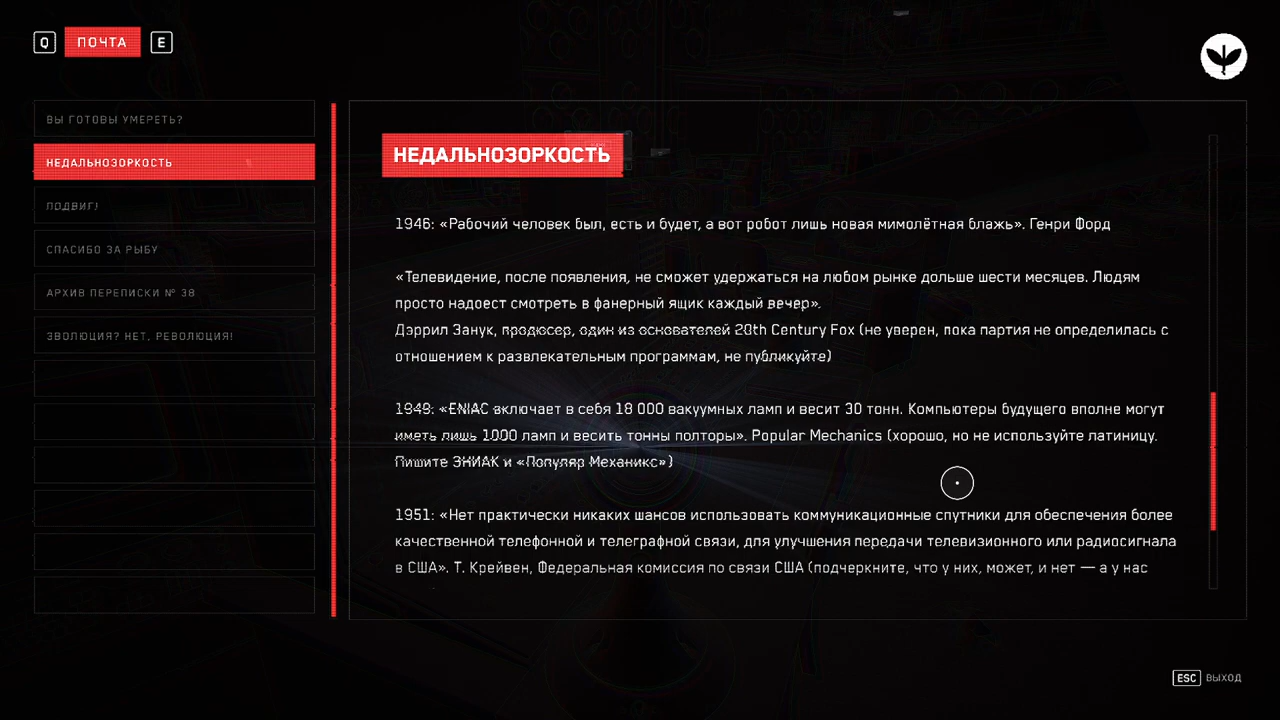 Q ПОЧТА E
ВЫ ГОТОВЫ УМЕРЕТЬ?
НЕДАЛЬНОЗОРКОСТЬ
ПОДВИГ!
СПАСИБО ЗА РЫБУ
АРХИВ ПЕРЕПИСКИ № 38
ЭВОЛЮЦИЯ? НЕТ, РЕВОЛЮЦИЯ!
НЕДАЛЬНОЗОРКОСТЬ
1946: «Рабочий человек был, есть и будет, а вот робот лишь новая мимолётная блажь». Генри Форд
«Телевидение, после появления, не сможет удержаться на любом рынке дольше шести месяцев. Людям
просто надоест смотреть в фанерный ящик каждый вечер».
Дэррил Занук, продюсер, один из основателей 20th Century Fox (не уверен, пока партия не определилась с
отношением к развлекательным программам, не публикуйте)
1949: «ENIAC включает в себя 18 000 вакуумных ламп и весит 30 тонн. Компьютеры будущего вполне могут
иметь лишь 1000 ламп и весить тонны полторы». Popular Mechanics (хорошо, но не используйте латиницу.
Пишите ЭНИАК и «Популяр Механикс»)
1951: «Нет практически никаких шансов использовать коммуникационные спутники для обеспечения более
качественной телефонной и телеграфной связи, для улучшения передачи телевизионного или радиосигнала
в США». Т. Крейвен, Федеральная комиссия по связи США (подчеркните, что у них, может, и нет — а у нас
ESC ВЫХОД